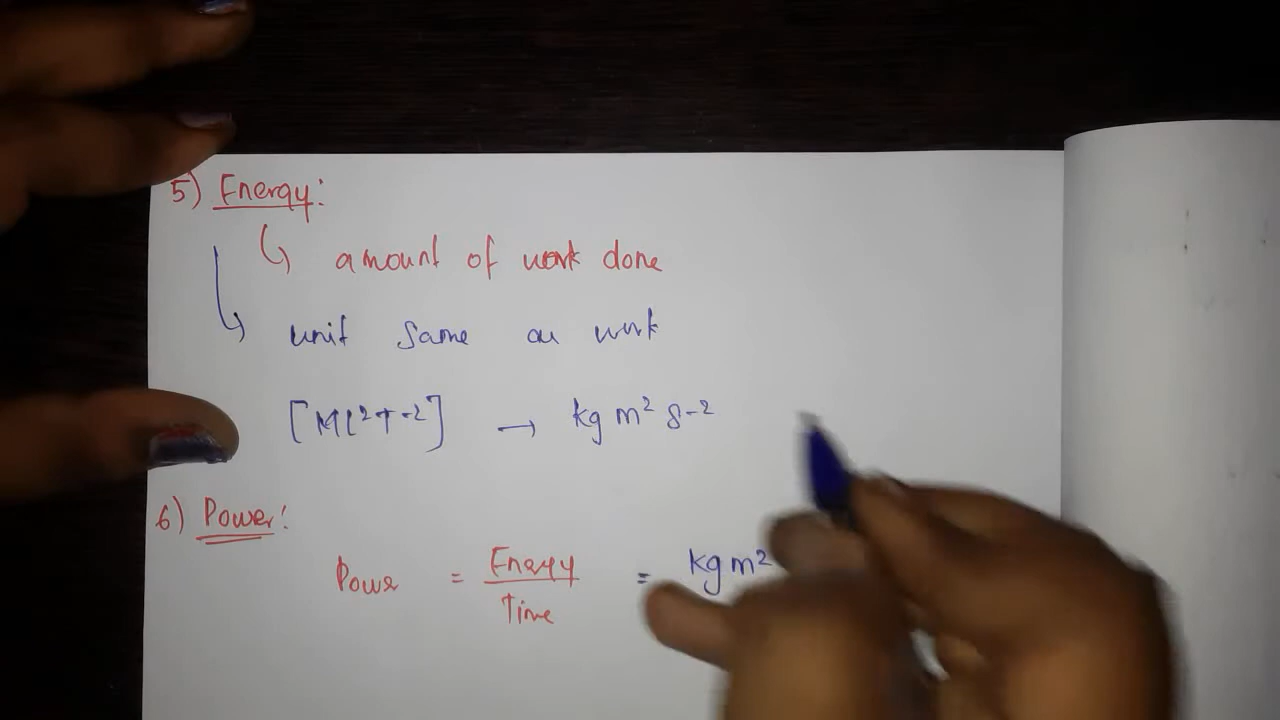 5) Energy:
amount of work done
unit same as work
[ML²T-²] → kg m² s-2
6) Power:
Power = Energy / Time = kg m²